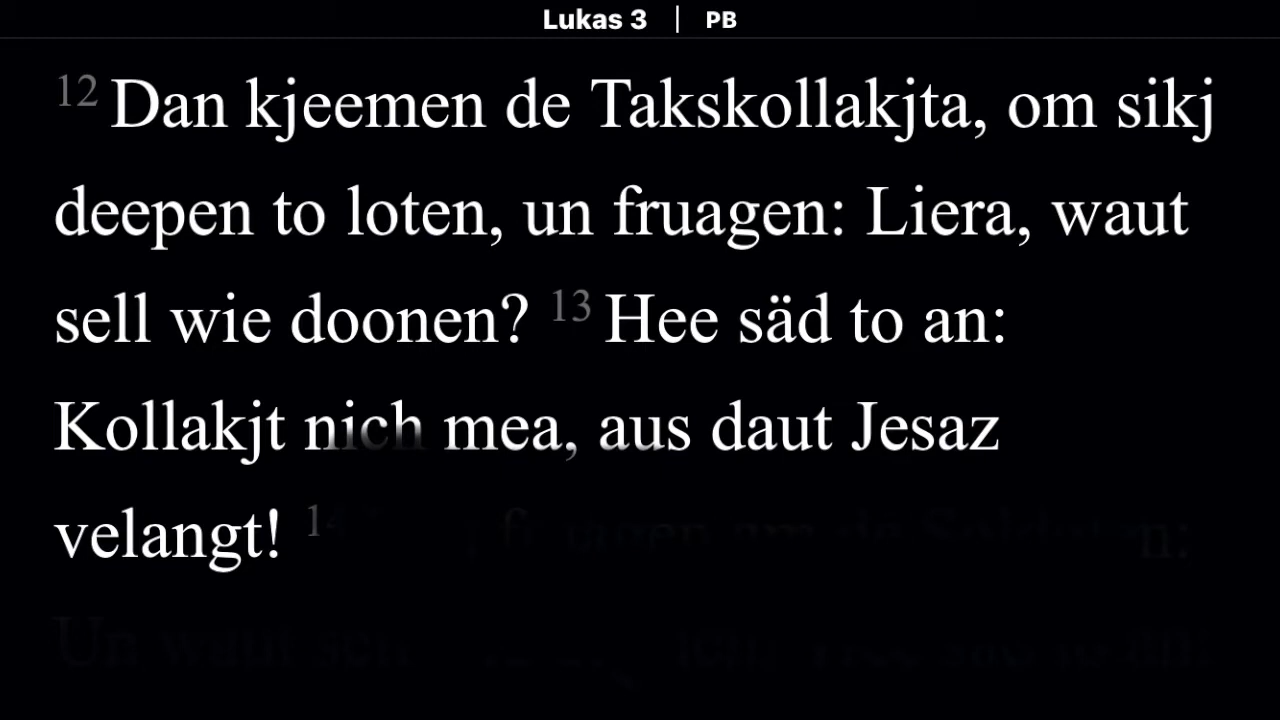 Lukas 3 | PB
12 Dan kjeemen de Takskollakjta, om sikj
deepen to loten, un fruagen: Liera, waut
sell wie doonen? 13 Hee säd to an:
Kollakjt nich mea, aus daut Jesaz
velangt! 14